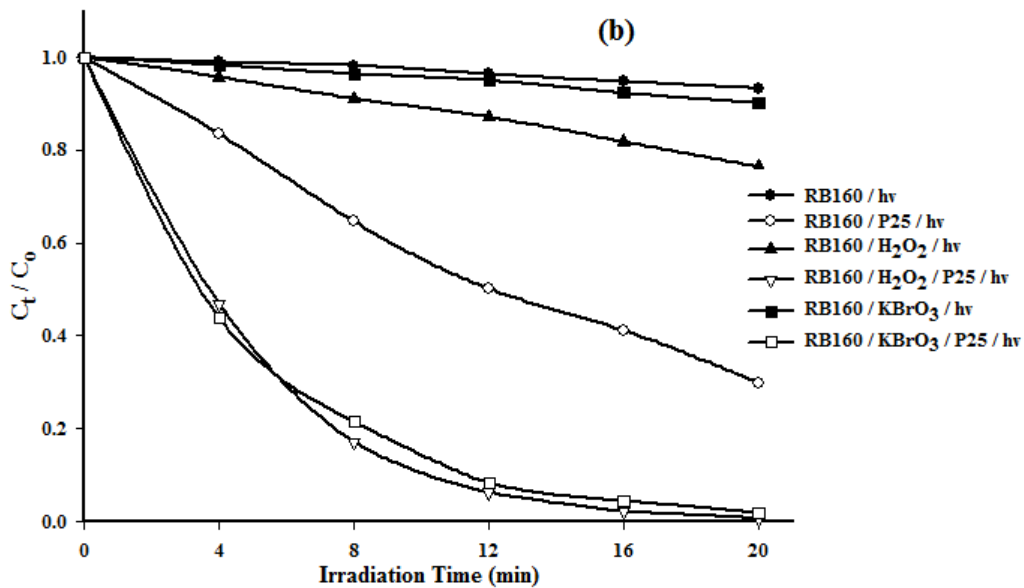 (b)
1.0
0.8
0.6
0.4
0.2
0.0
C_t / C_o
0
4
8
12
16
20
Irradiation Time (min)
RB160 / hv
RB160 / P25 / hv
RB160 / H₂O₂ / hv
RB160 / H₂O₂ / P25 / hv
RB160 / KBrO₃ / hv
RB160 / KBrO₃ / P25 / hv